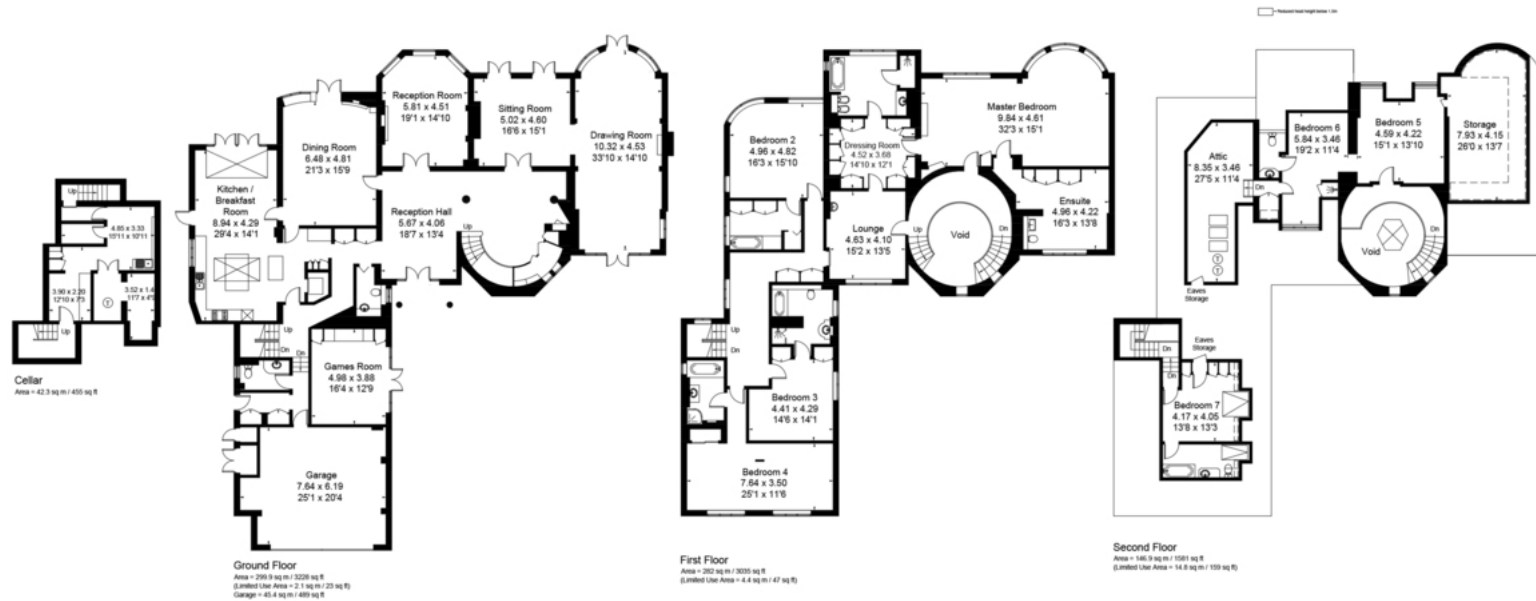 Reduced head height below 1.5m
Up
4.85 x 3.33
15'11 x 10'11
3.90 x 2.20
12'10 x 7'3
3.52 x 1.4
T
Up
Cellar
Area = 42.3 sq m / 455 sq ft
Kitchen /
Breakfast
Room
8.94 x 4.29
29'4 x 14'1
Dining Room
6.48 x 4.81
21'3 x 15'9
Reception Room
5.81 x 4.51
19'1 x 14'10
Sitting Room
5.02 x 4.60
16'6 x 15'1
Drawing Room
10.32 x 4.53
33'10 x 14'10
Reception Hall
5.67 x 4.06
18'7 x 13'4
Up
Up
Dn
Dn
Games Room
4.98 x 3.88
16'4 x 12'9
Garage
7.64 x 6.19
25'1 x 20'4
Ground Floor
Area = 299.9 sq m / 3228 sq ft
(Limited Use Area = 2.1 sq m / 23 sq ft)
Garage = 45.4 sq m / 489 sq ft
Bedroom 2
4.96 x 4.82
16'3 x 15'10
Dressing Room
4.52 x 3.68
14'10 x 12'1
Master Bedroom
9.84 x 4.61
32'3 x 15'1
Ensuite
4.96 x 4.22
16'3 x 13'8
Lounge
4.63 x 4.10
15'2 x 13'5
Up
Void
Dn
Up
Dn
Bedroom 3
4.41 x 4.29
14'6 x 14'1
Bedroom 4
7.64 x 3.50
25'1 x 11'6
First Floor
Area = 282 sq m / 3035 sq ft
(Limited Use Area = 4.4 sq m / 47 sq ft)
Attic
8.35 x 3.46
27'5 x 11'4
Dn
Bedroom 6
5.84 x 3.46
19'2 x 11'4
Bedroom 5
4.59 x 4.22
15'1 x 13'10
Storage
7.93 x 4.15
26'0 x 13'7
Void
Dn
T
T
Eaves
Storage
Dn
Dn
Eaves
Storage
Bedroom 7
4.17 x 4.05
13'8 x 13'3
Second Floor
Area = 146.9 sq m / 1581 sq ft
(Limited Use Area = 14.8 sq m / 159 sq ft)